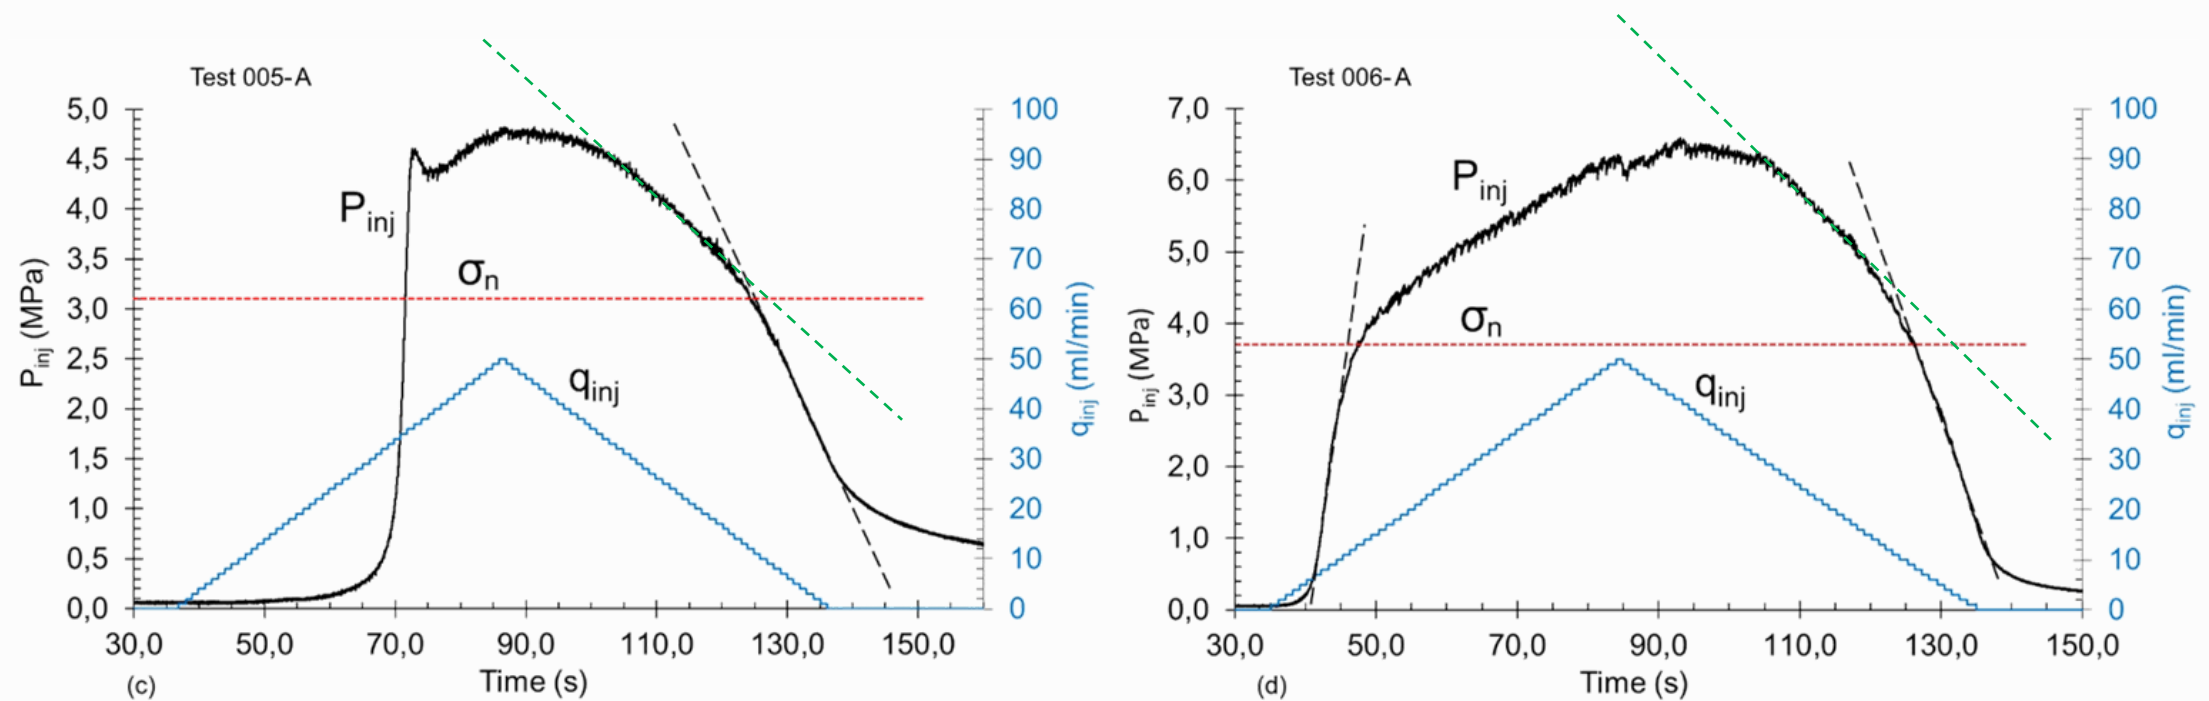 Test 005-A
5,0
4,5
4,0
3,5
3,0
2,5
2,0
1,5
1,0
0,5
0,0
P_inj (MPa)
P_inj
σ_n
q_inj
100
90
80
70
60
50
40
30
20
10
0
q_inj (ml/min)
30,0 50,0 70,0 90,0 110,0 130,0 150,0
Time (s)
(c)
Test 006-A
7,0
6,0
5,0
4,0
3,0
2,0
1,0
0,0
P_inj (MPa)
P_inj
σ_n
q_inj
100
90
80
70
60
50
40
30
20
10
0
q_inj (ml/min)
30,0 50,0 70,0 90,0 110,0 130,0 150,0
Time (s)
(d)